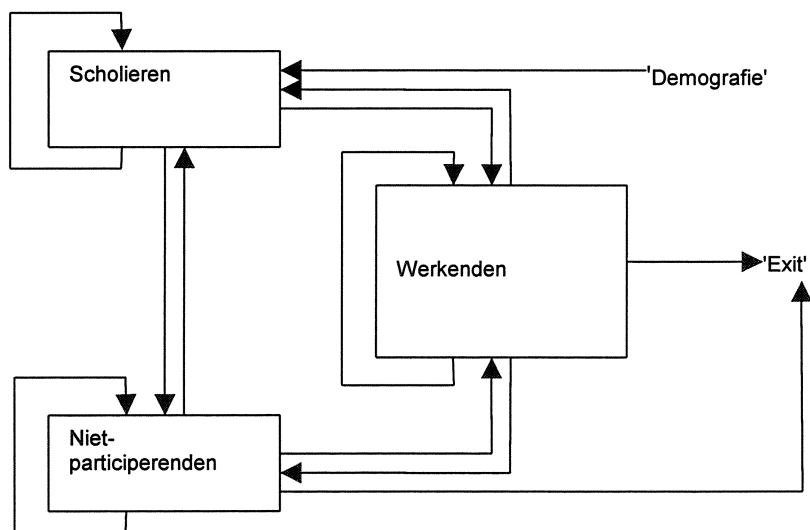 Scholieren
'Demografie'
Werkenden
'Exit'
Niet-
participerenden